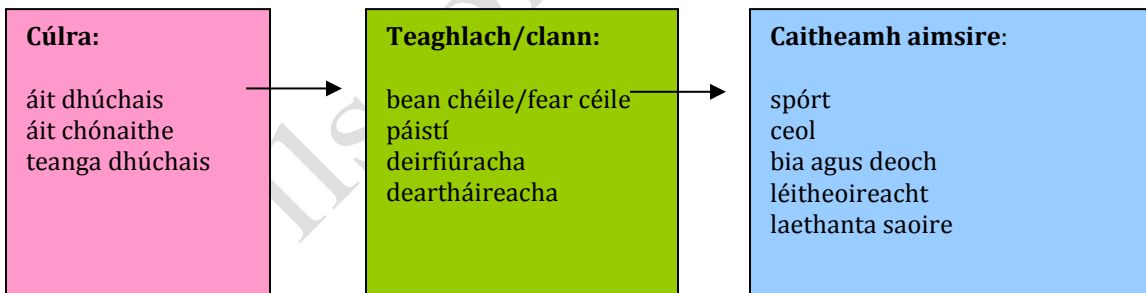 Cúlra:
áit dhúchais
áit chónaithe
teanga dhúchais
Teaghlach/clann:
bean chéile/fear céile
páistí
deirfiúracha
deartháireacha
Caitheamh aimsire:
spórt
ceol
bia agus deoch
léitheoireacht
laethanta saoire